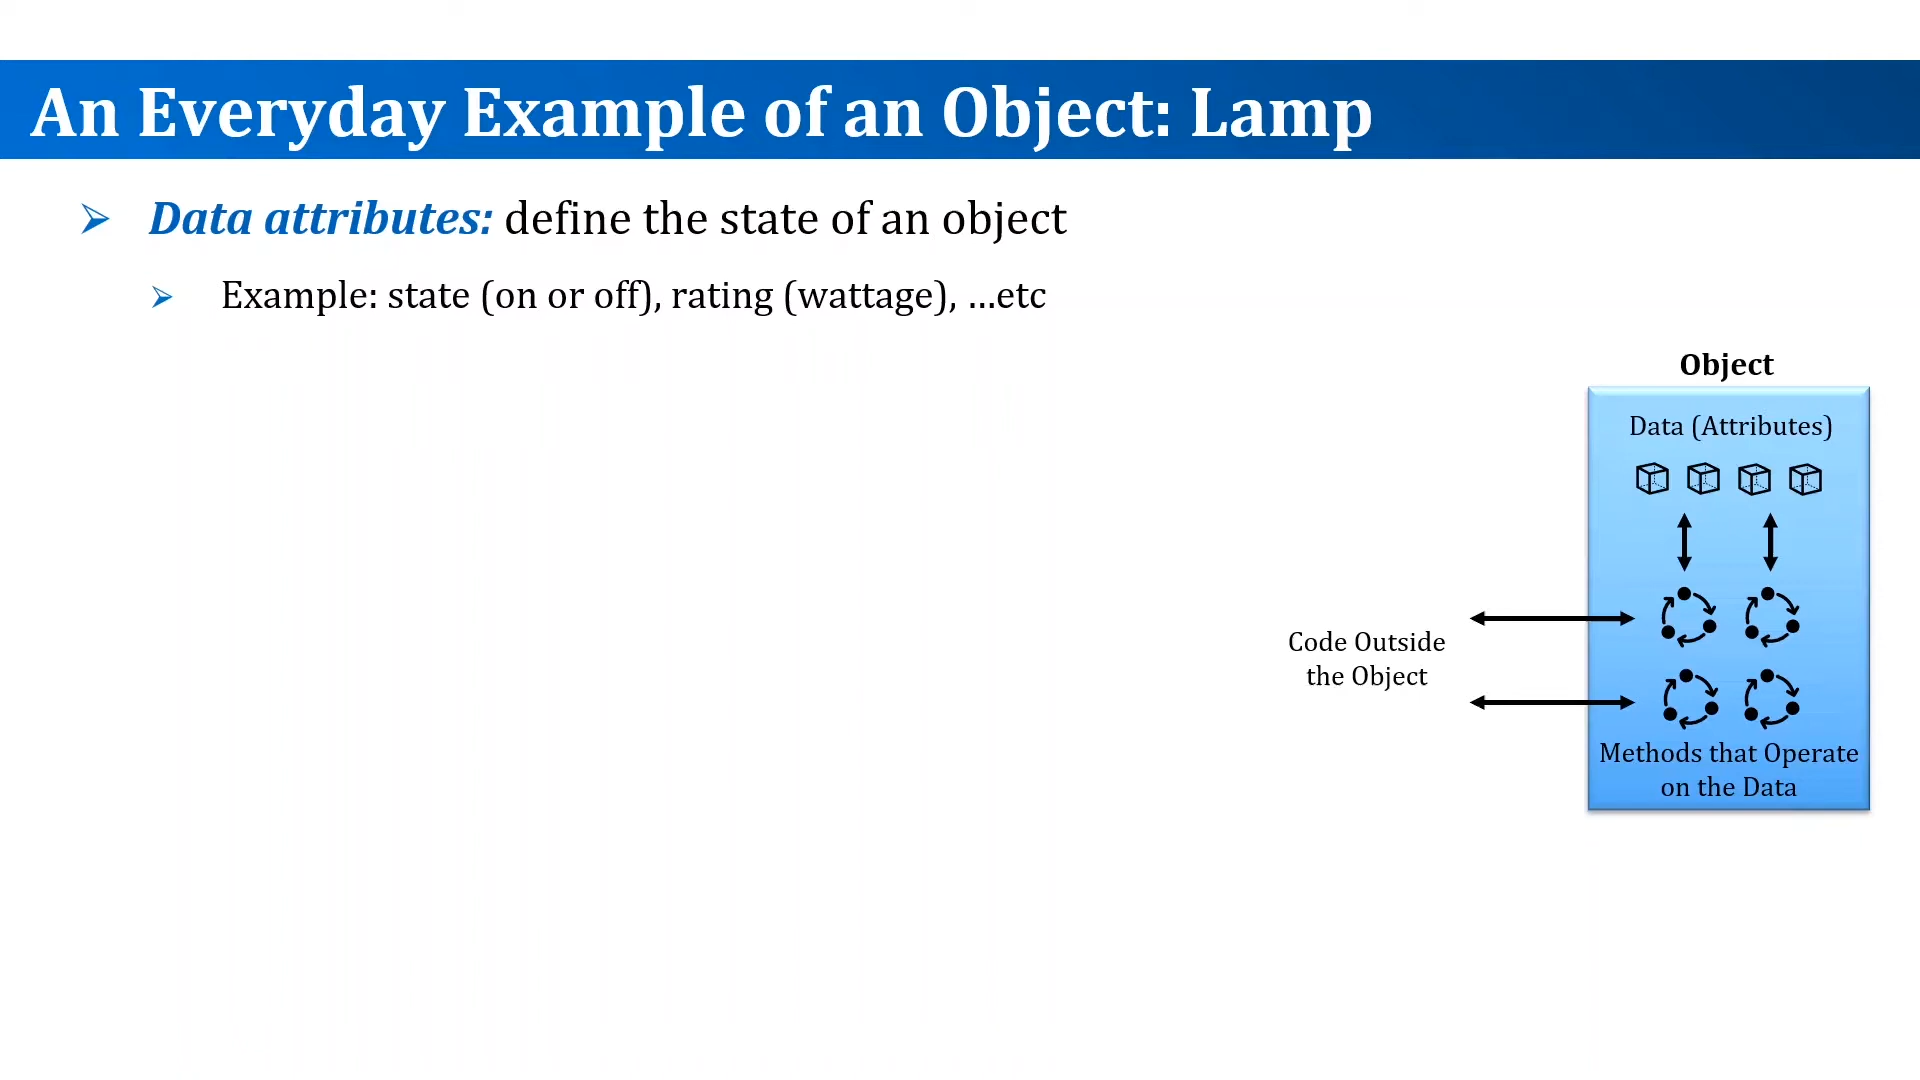 An Everyday Example of an Object: Lamp
Data attributes: define the state of an object
Example: state (on or off), rating (wattage), ...etc
Object
Data (Attributes)
Code Outside
the Object
Methods that Operate
on the Data